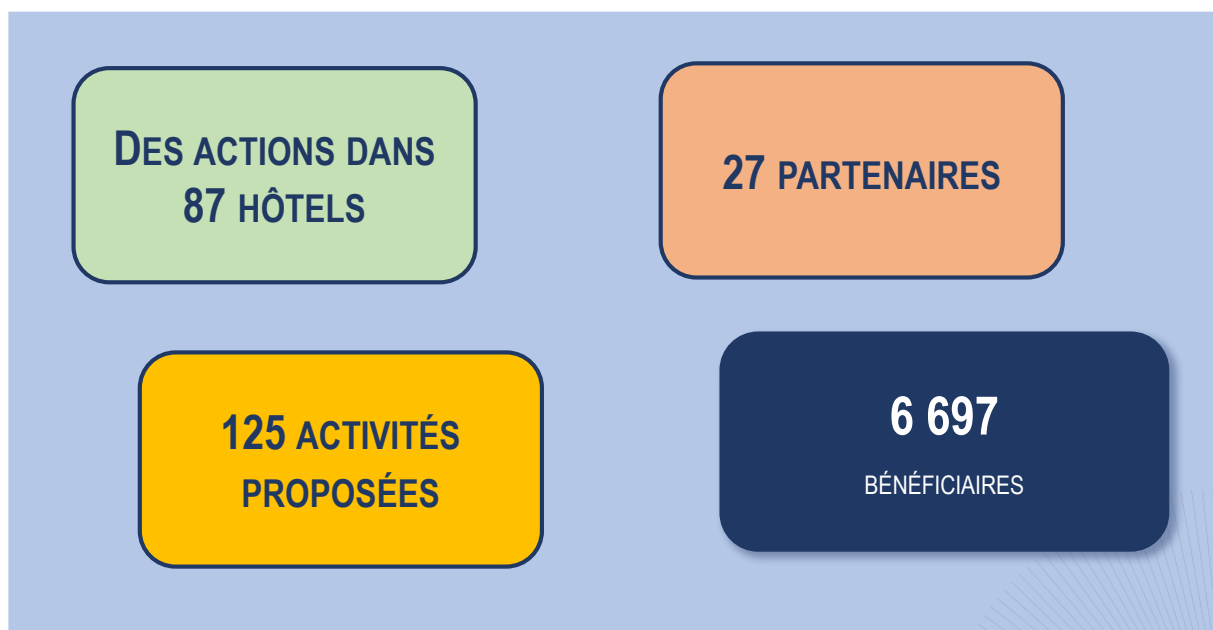 DES ACTIONS DANS
87 HÔTELS
27 PARTENAIRES
125 ACTIVITÉS
PROPOSÉES
6 697
BÉNÉFICIAIRES